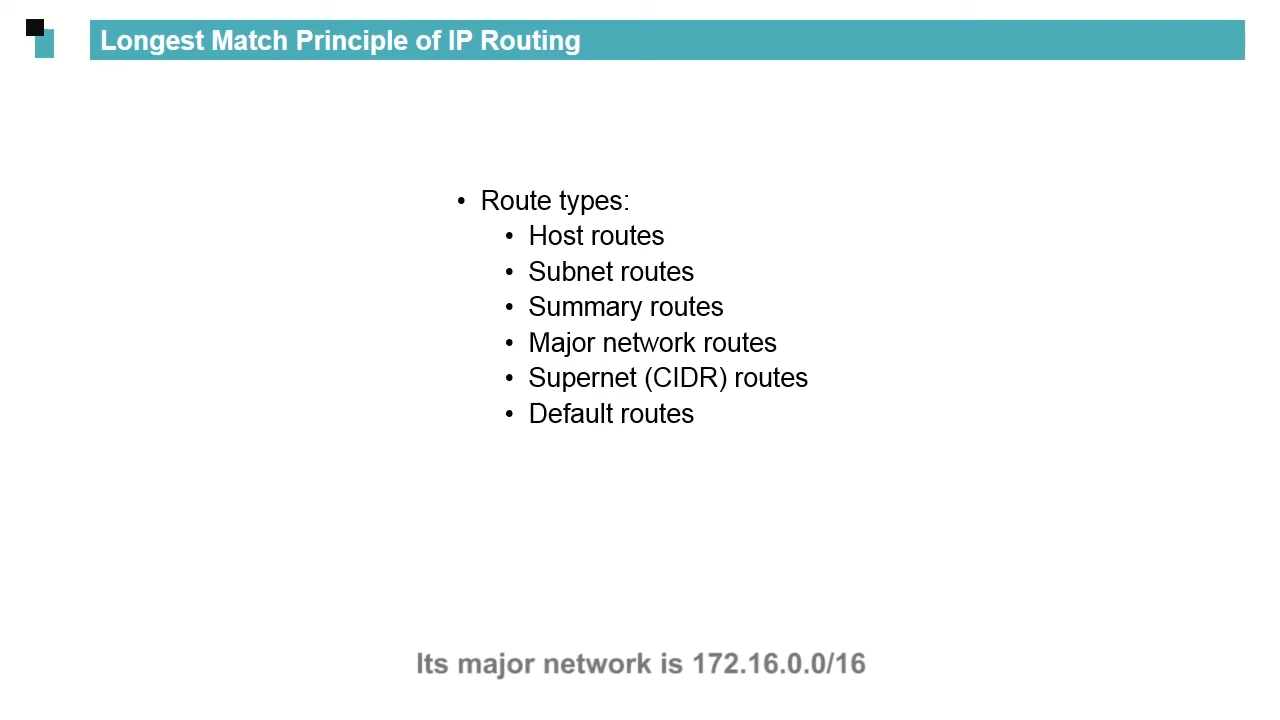 Longest Match Principle of IP Routing
• Route types:
• Host routes
• Subnet routes
• Summary routes
• Major network routes
• Supernet (CIDR) routes
• Default routes
Its major network is 172.16.0.0/16